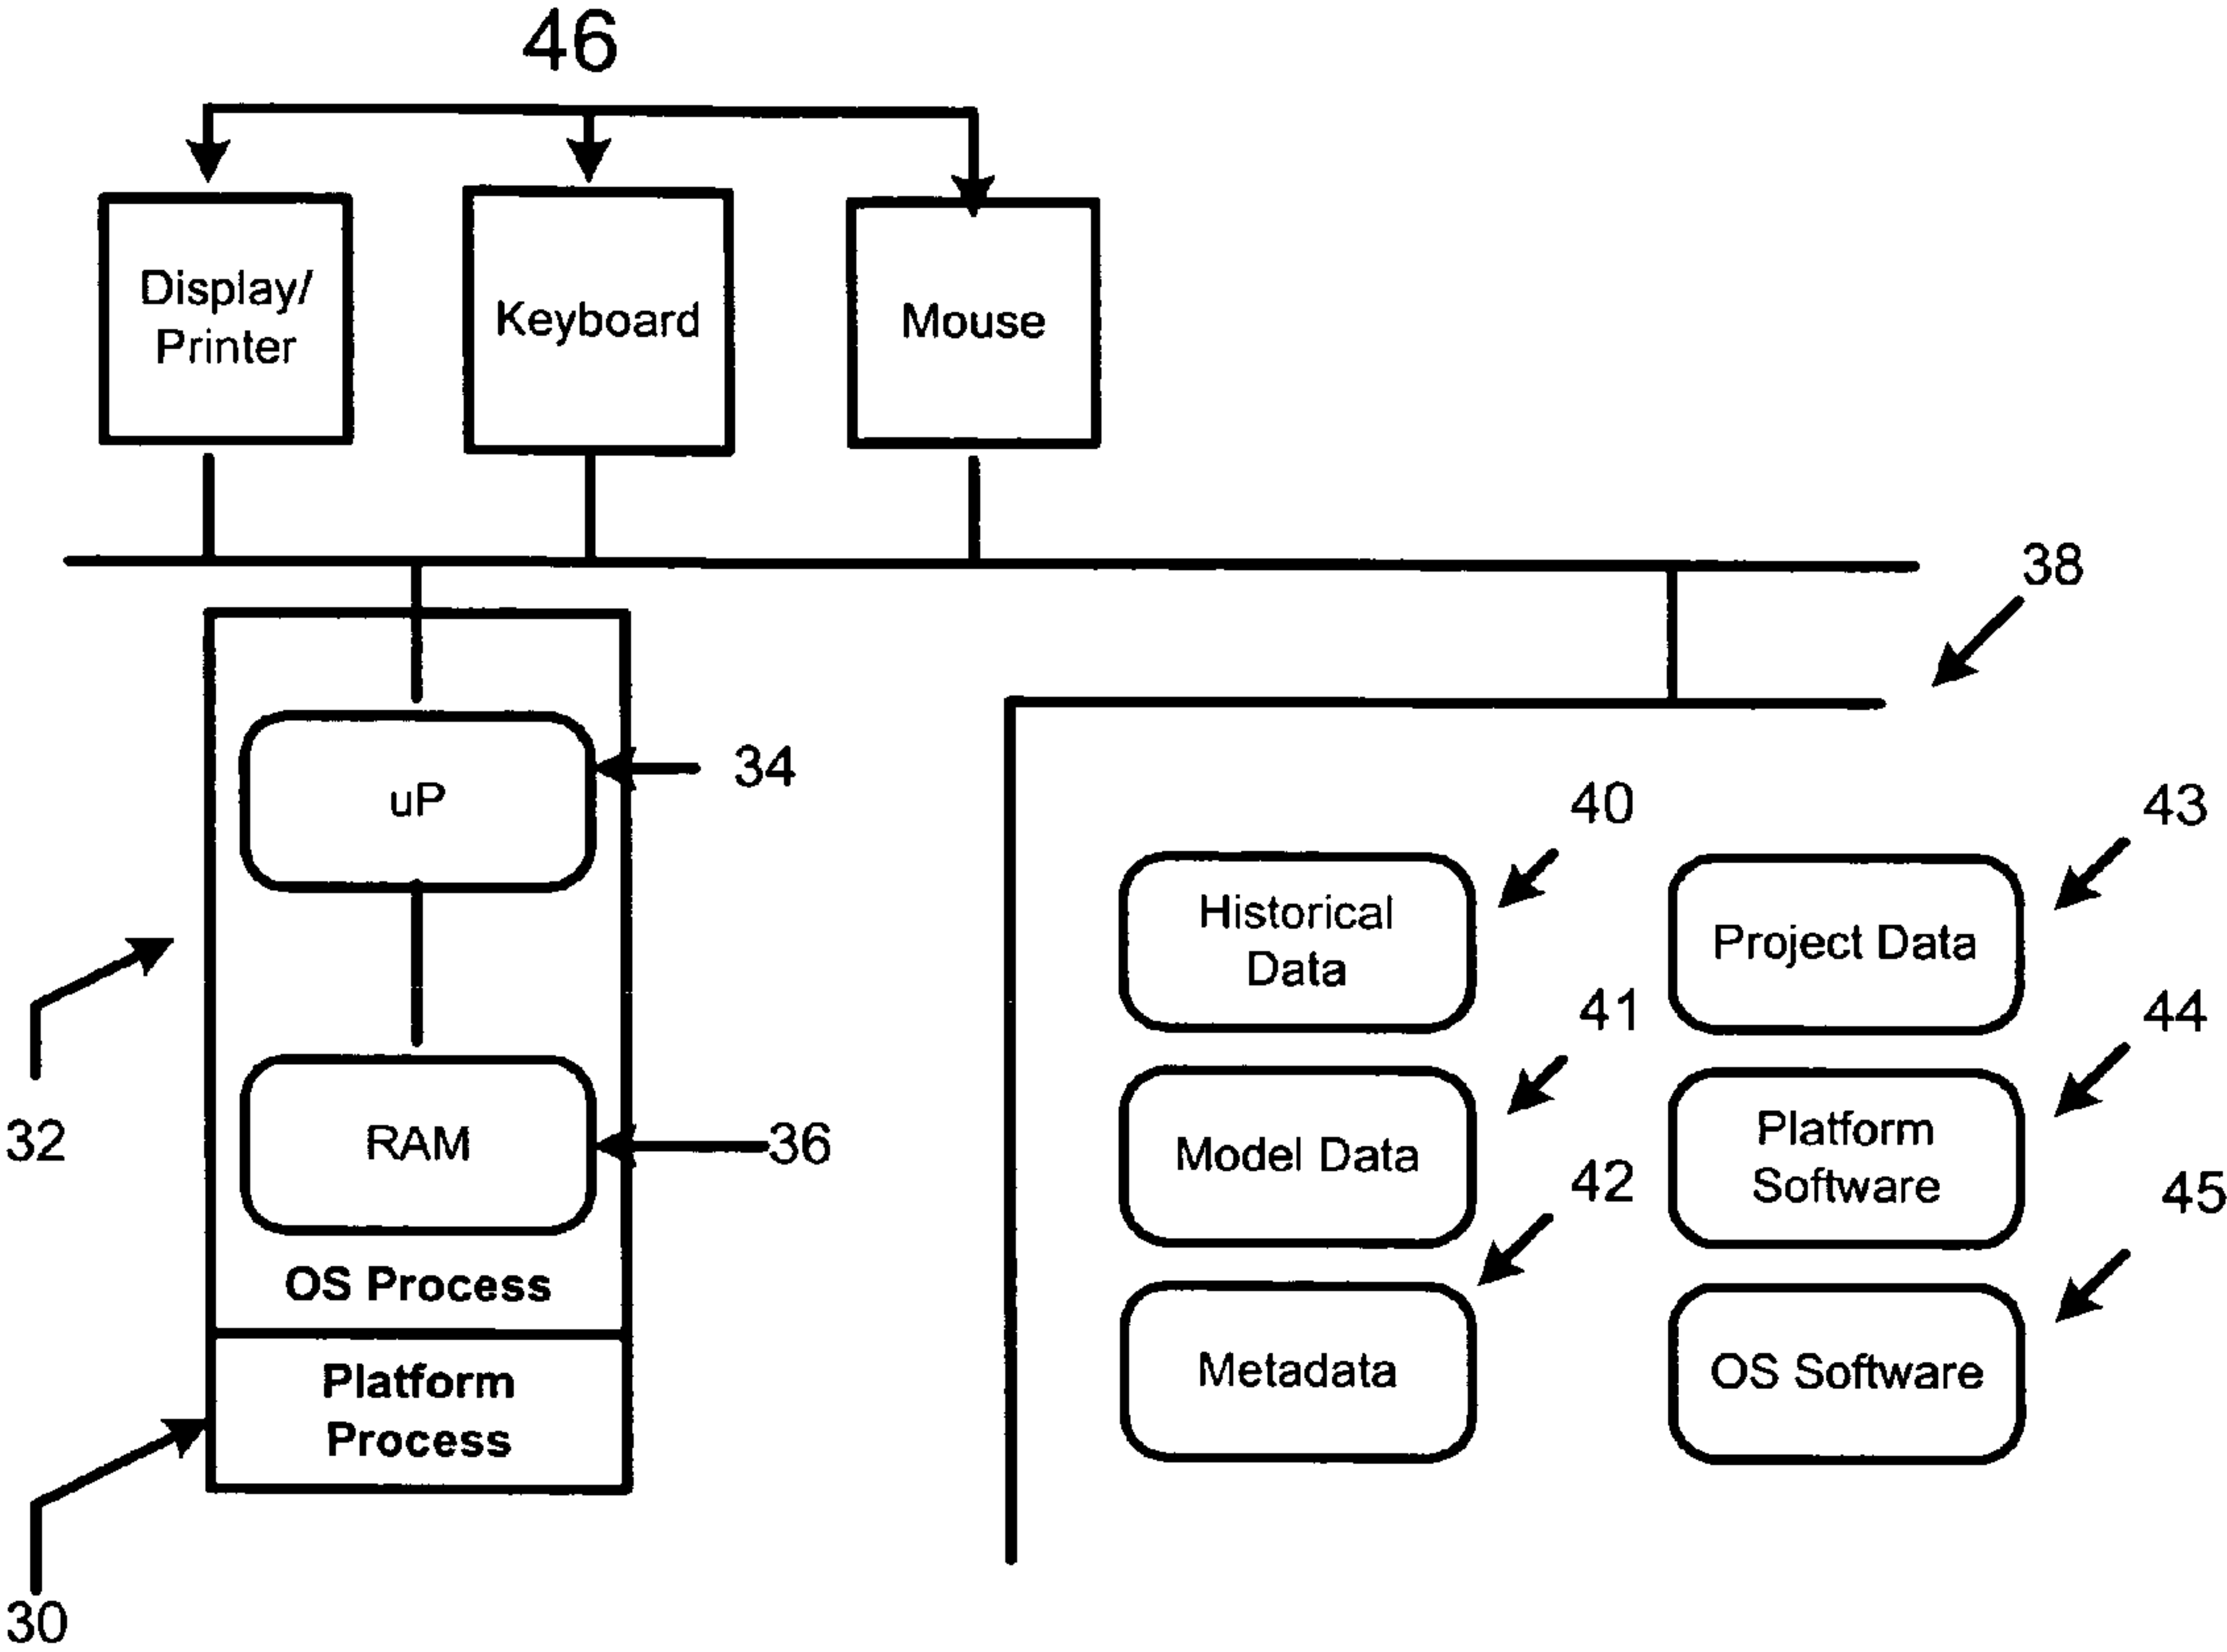 46
Display/
Printer
Keyboard
Mouse
38
uP
34
32
RAM
36
OS Process
Platform
Process
30
40
Historical
Data
43
Project Data
41
Model Data
44
Platform
Software
42
Metadata
45
OS Software